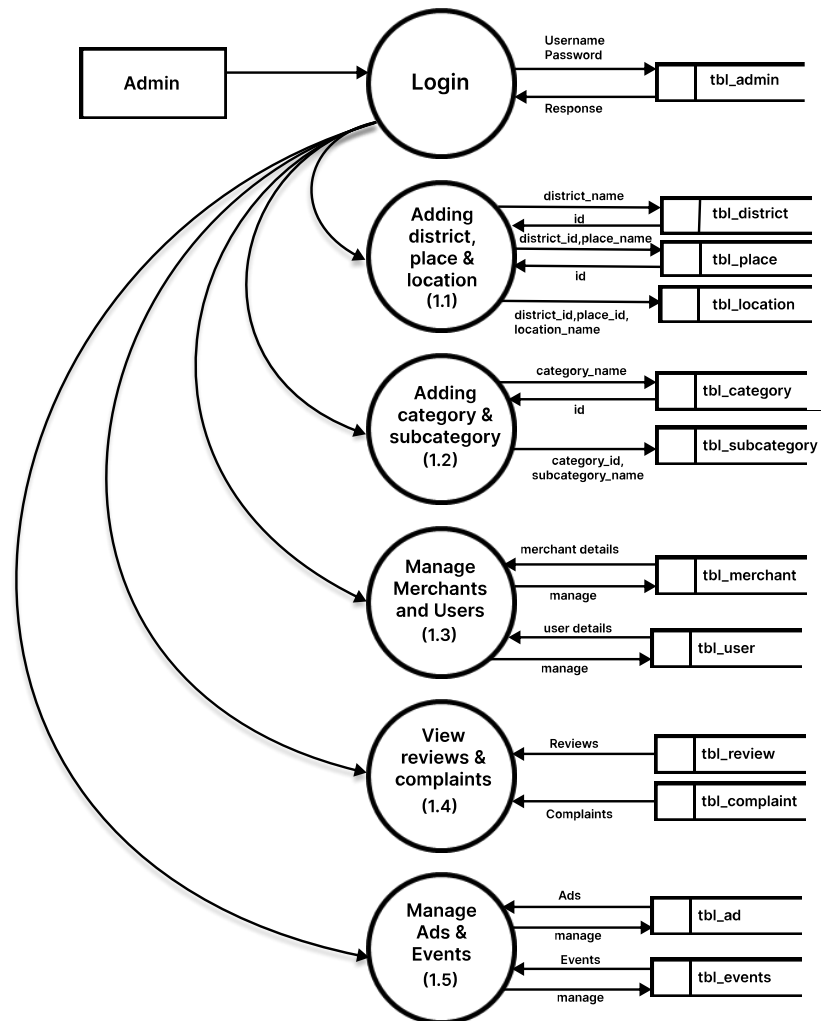 Admin
Login
Username
Password
tbl_admin
Response
Adding
district,
place &
location
(1.1)
district_name
id
tbl_district
district_id,place_name
id
tbl_place
district_id,place_id,
location_name
tbl_location
Adding
category &
subcategory
(1.2)
category_name
id
tbl_category
category_id,
subcategory_name
tbl_subcategory
Manage
Merchants
and Users
(1.3)
merchant details
manage
tbl_merchant
user details
manage
tbl_user
View
reviews &
complaints
(1.4)
Reviews
tbl_review
Complaints
tbl_complaint
Manage
Ads &
Events
(1.5)
Ads
manage
tbl_ad
Events
manage
tbl_events